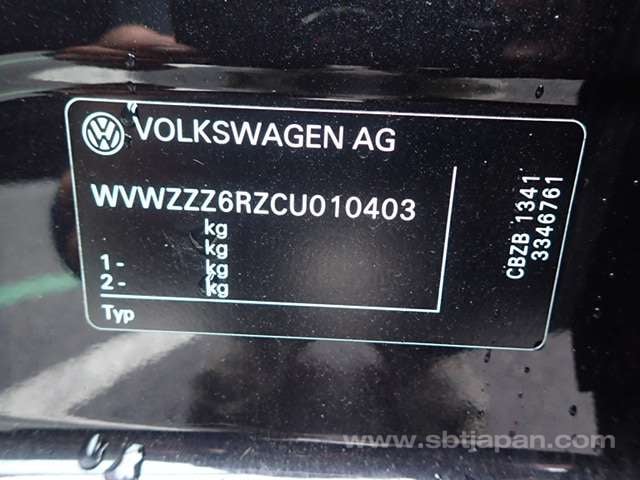 VOLKSWAGEN AG
WVWZZZ6RZCU010403
kg
kg
1- kg
2- kg
Typ
CBZB 1341
3346761
www.sbtjapan.com